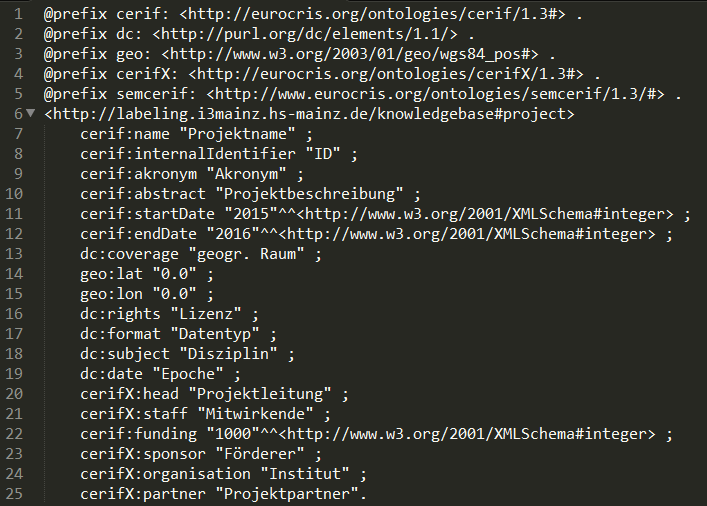 1 @prefix cerif: <http://eurocris.org/ontologies/cerif/1.3#> .
2 @prefix dc: <http://purl.org/dc/elements/1.1/> .
3 @prefix geo: <http://www.w3.org/2003/01/geo/wgs84_pos#> .
4 @prefix cerifX: <http://eurocris.org/ontologies/cerifX/1.3#> .
5 @prefix semcerif: <http://www.eurocris.org/ontologies/semcerif/1.3/#> .
6 <http://labeling.i3mainz.hs-mainz.de/knowledgebase#project>
7 cerif:name "Projektname" ;
8 cerif:internalIdentifier "ID" ;
9 cerif:akronym "Akronym" ;
10 cerif:abstract "Projektbeschreibung" ;
11 cerif:startDate "2015"^^<http://www.w3.org/2001/XMLSchema#integer> ;
12 cerif:endDate "2016"^^<http://www.w3.org/2001/XMLSchema#integer> ;
13 dc:coverage "geogr. Raum" ;
14 geo:lat "0.0" ;
15 geo:lon "0.0" ;
16 dc:rights "Lizenz" ;
17 dc:format "Datentyp" ;
18 dc:subject "Disziplin" ;
19 dc:date "Epoche" ;
20 cerifX:head "Projektleitung" ;
21 cerifX:staff "Mitwirkende" ;
22 cerif:funding "1000"^^<http://www.w3.org/2001/XMLSchema#integer> ;
23 cerifX:sponsor "Förderer" ;
24 cerifX:organisation "Institut" ;
25 cerifX:partner "Projektpartner".